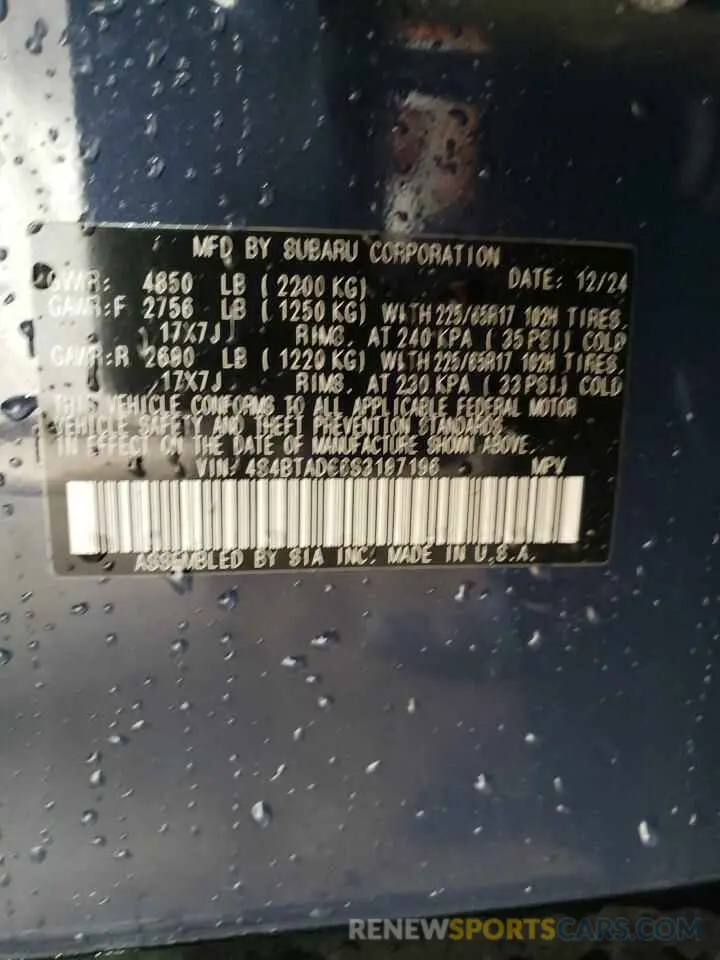 MFD BY SUBARU CORPORATION
GVWR: 4850 LB ( 2200 KG) DATE: 12/24
GAWR:F 2756 LB ( 1250 KG) WITH 225/65R17 102H TIRES,
17X7J RIMS, AT 240 KPA ( 35 PSI) COLD
GAWR:R 2690 LB ( 1220 KG) WITH 225/65R17 102H TIRES,
17X7J RIMS, AT 230 KPA ( 33 PSI) COLD
THIS VEHICLE CONFORMS TO ALL APPLICABLE FEDERAL MOTOR
VEHICLE SAFETY AND THEFT PREVENTION STANDARDS
IN EFFECT ON THE DATE OF MANUFACTURE SHOWN ABOVE.
VIN: MPV
ASSEMBLED BY SIA INC. MADE IN U.S.A.
RENEWSPORTSCARS.COM